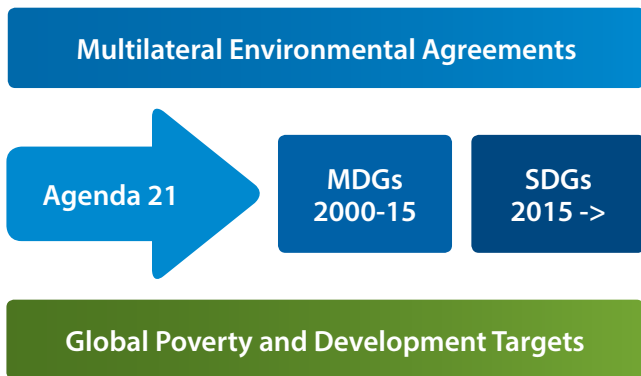 Multilateral Environmental Agreements
Agenda 21
MDGs
2000-15
SDGs
2015 ->
Global Poverty and Development Targets